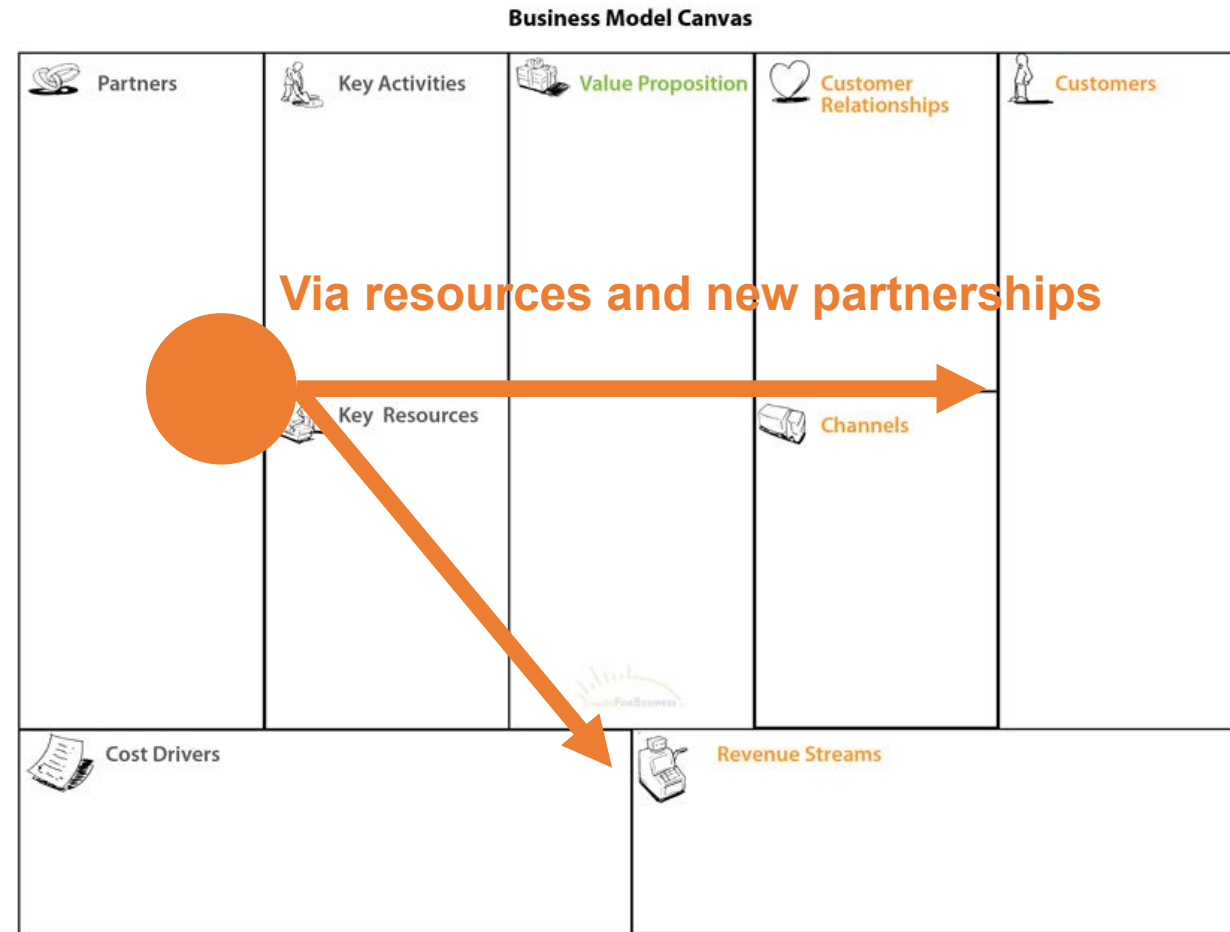 Business Model Canvas
Partners
Key Activities
Value Proposition
Customer
Relationships
Customers
Via resources and new partnerships
Key Resources
Channels
Cost Drivers
Revenue Streams